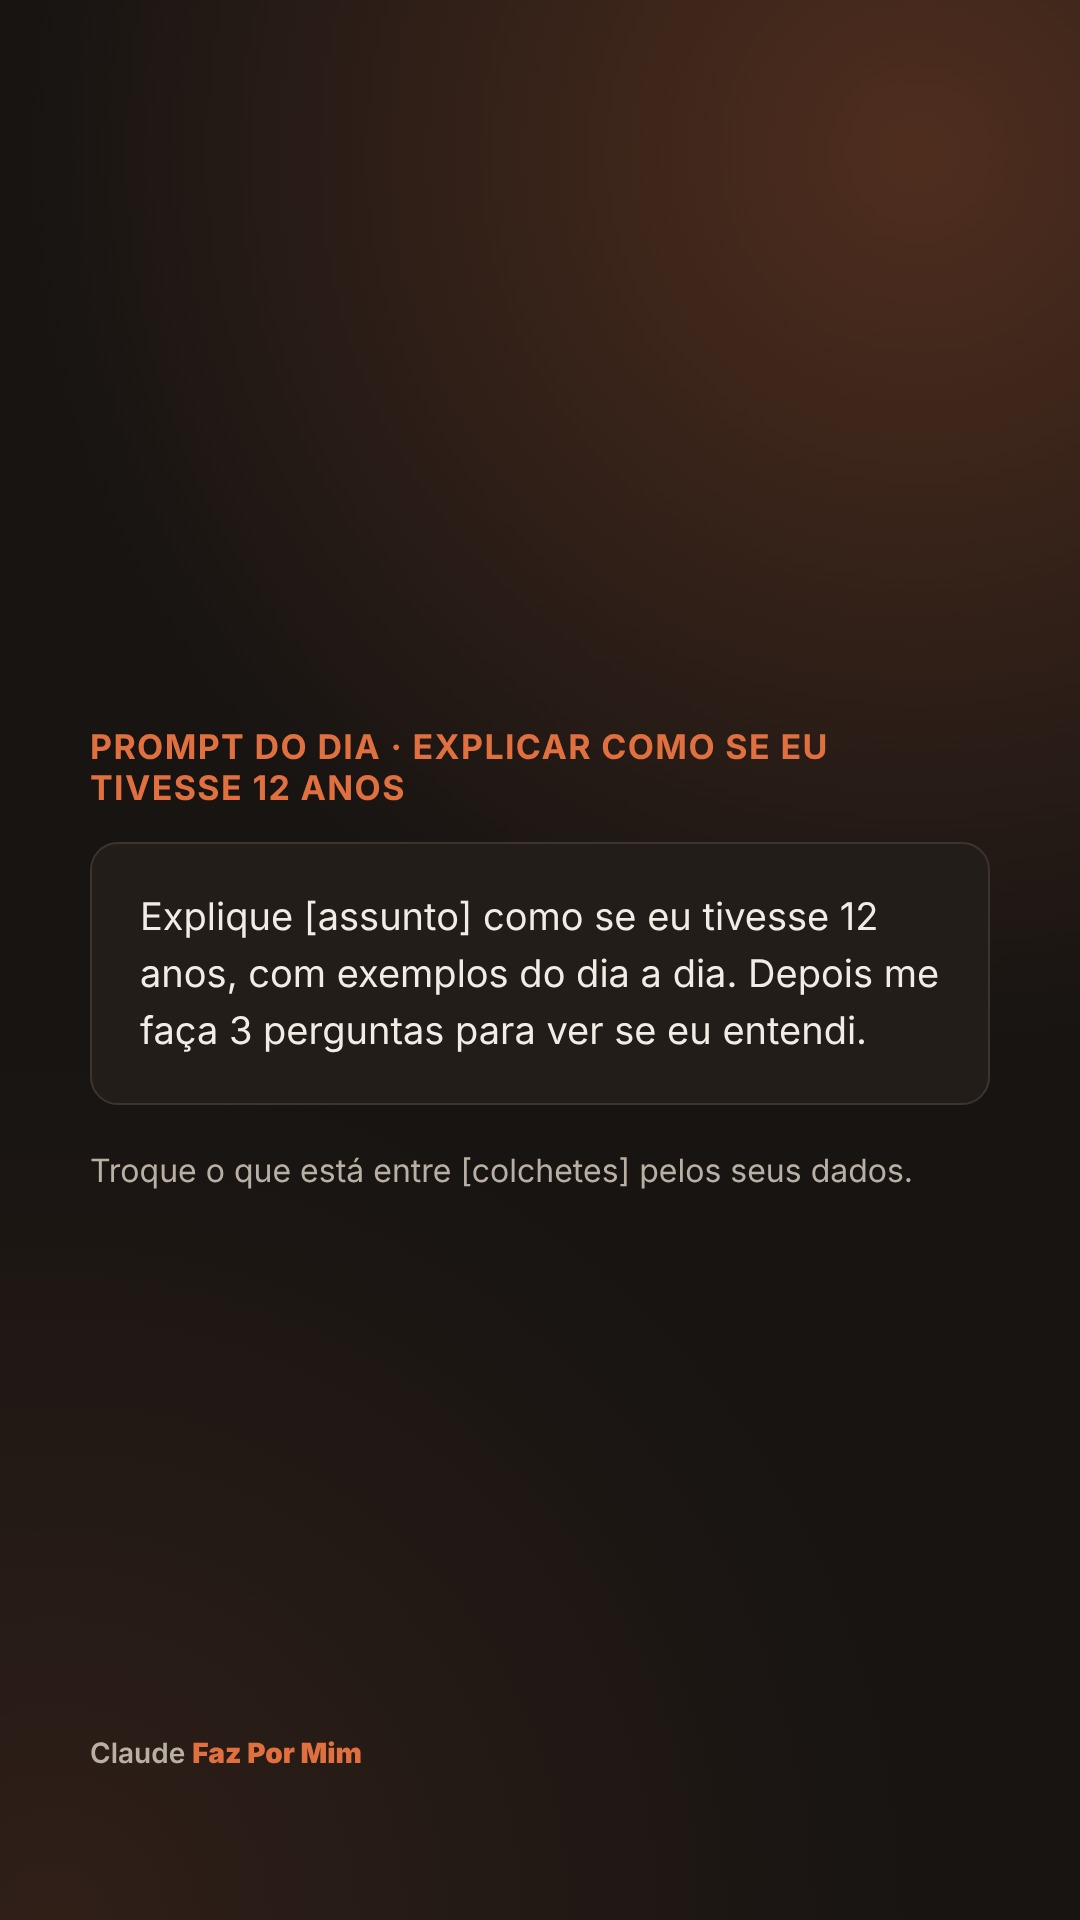 PROMPT DO DIA · EXPLICAR COMO SE EU
TIVESSE 12 ANOS
Explique [assunto] como se eu tivesse 12
anos, com exemplos do dia a dia. Depois me
faça 3 perguntas para ver se eu entendi.
Troque o que está entre [colchetes] pelos seus dados.
Claude Faz Por Mim